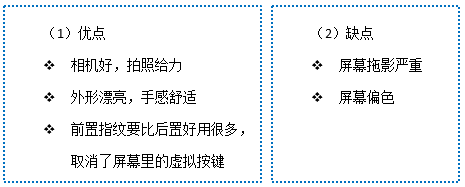 （1）优点
❖ 相机好，拍照给力
❖ 外形漂亮，手感舒适
❖ 前置指纹要比后置好用很多，
取消了屏幕里的虚拟按键
（2）缺点
❖ 屏幕拖影严重
❖ 屏幕偏色